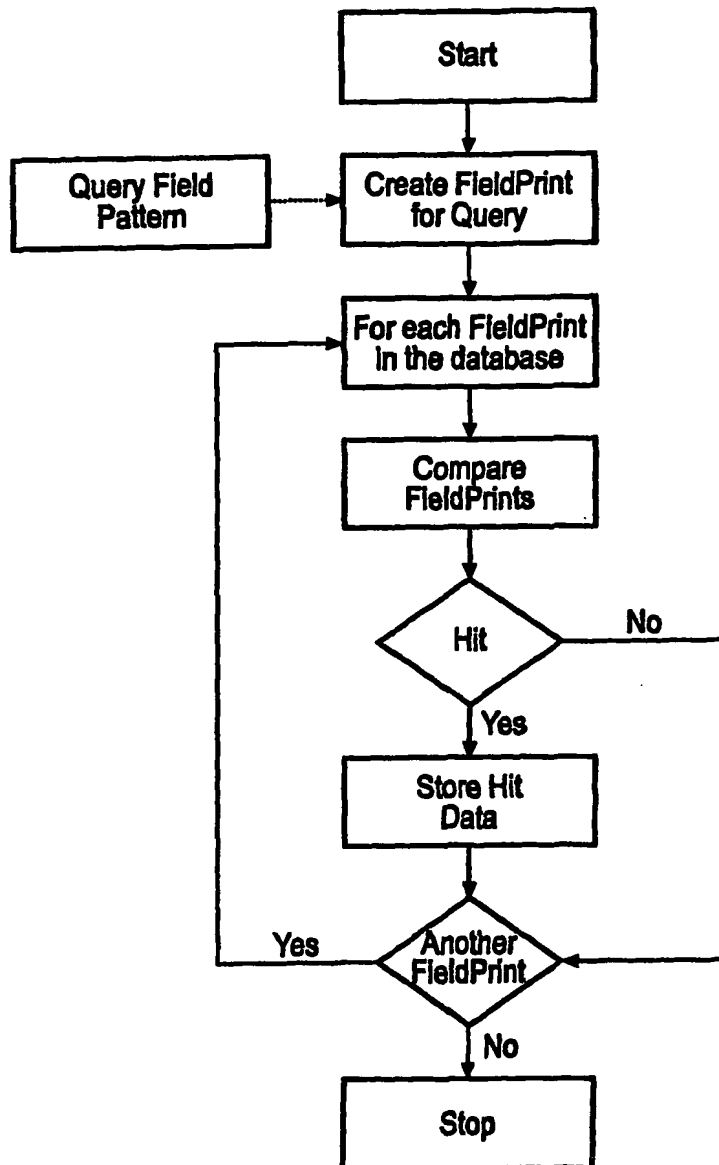 Start
Query Field
Pattern
Create FieldPrint
for Query
For each FieldPrint
in the database
Compare
FieldPrints
Hit
No
Yes
Store Hit
Data
Yes
Another
FieldPrint
No
Stop